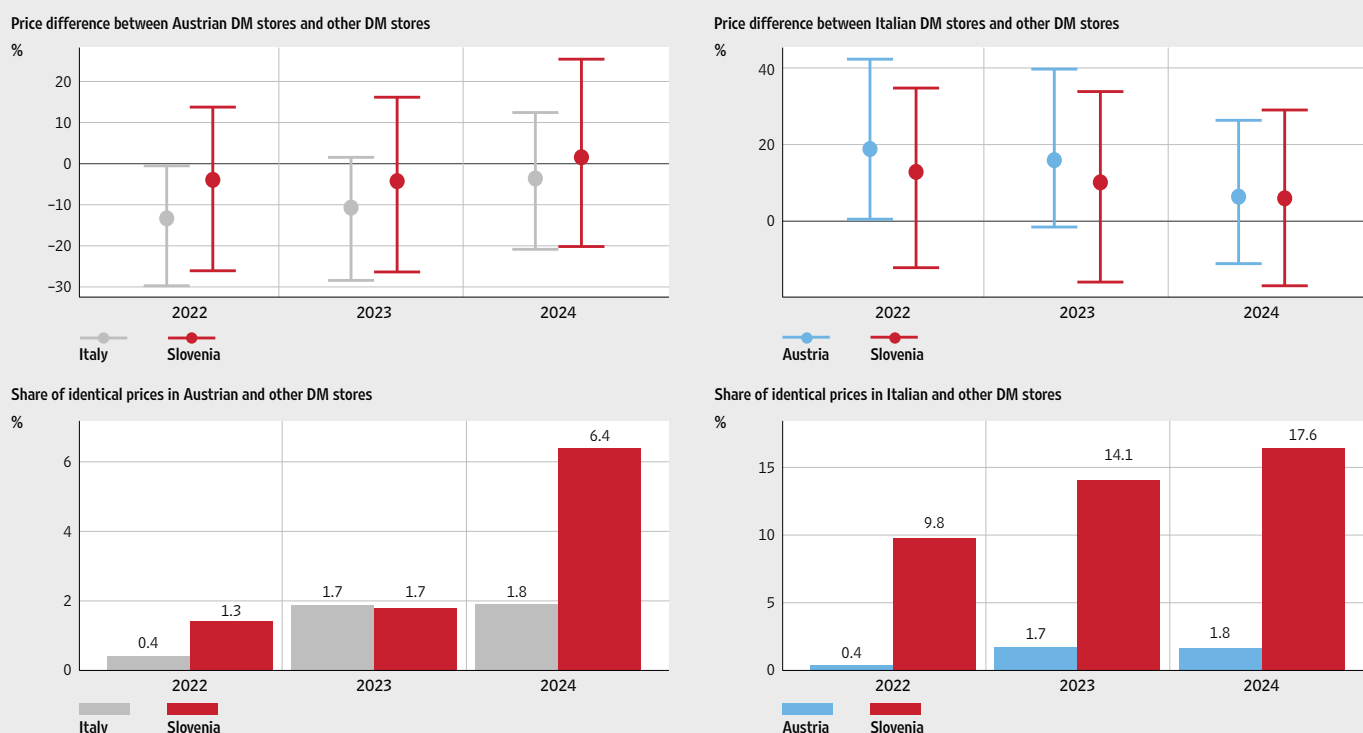 Price difference between Austrian DM stores and other DM stores
%
20
10
0
−10
−20
−30
2022 2023 2024
Italy Slovenia
Price difference between Italian DM stores and other DM stores
%
40
20
0
2022 2023 2024
Austria Slovenia
Share of identical prices in Austrian and other DM stores
%
6
4
2
0
0.4 1.3 1.7 1.7 1.8 6.4
2022 2023 2024
Italy Slovenia
Share of identical prices in Italian and other DM stores
%
15
10
5
0
0.4 9.8 1.7 14.1 1.8 17.6
2022 2023 2024
Austria Slovenia